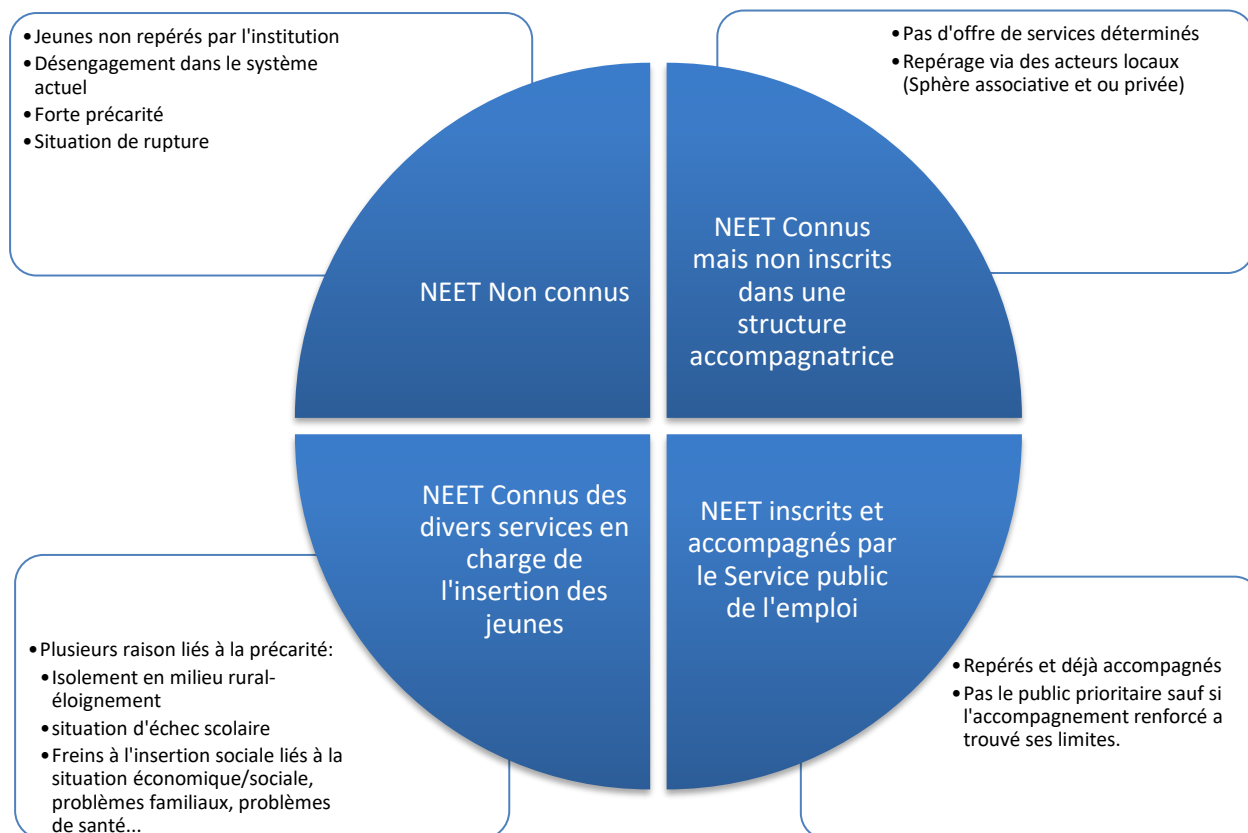 •Jeunes non repérés par l'institution
•Désengagement dans le système
actuel
•Forte précarité
•Situation de rupture
•Pas d'offre de services déterminés
•Repérage via des acteurs locaux
(Sphère associative et ou privée)
NEET Non connus
NEET Connus
mais non inscrits
dans une
structure
accompagnatrice
NEET Connus des
divers services en
charge de
l'insertion des
jeunes
NEET inscrits et
accompagnés par
le Service public
de l'emploi
•Plusieurs raison liés à la précarité:
•Isolement en milieu rural-
éloignement
•situation d'échec scolaire
•Freins à l'insertion sociale liés à la
situation économique/sociale,
problèmes familiaux, problèmes
de santé...
•Repérés et déjà accompagnés
•Pas le public prioritaire sauf si
l'accompagnement renforcé a
trouvé ses limites.